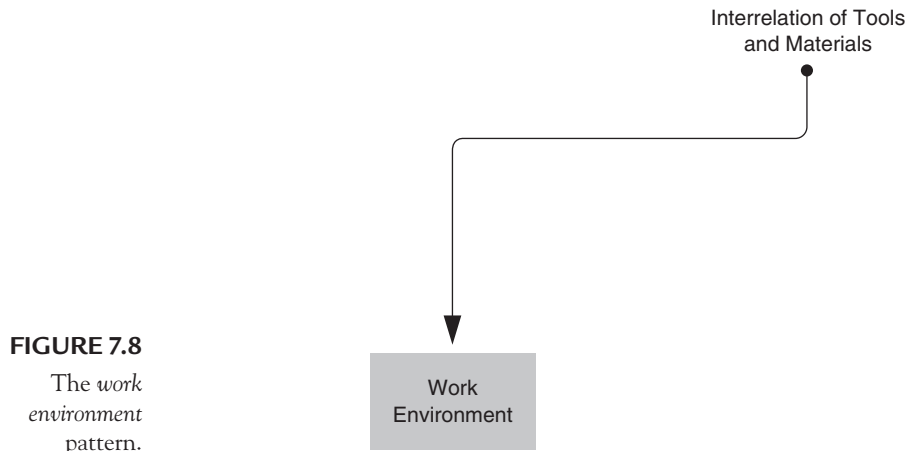 Interrelation of Tools
and Materials
FIGURE 7.8
The work
environment
pattern.
Work
Environment